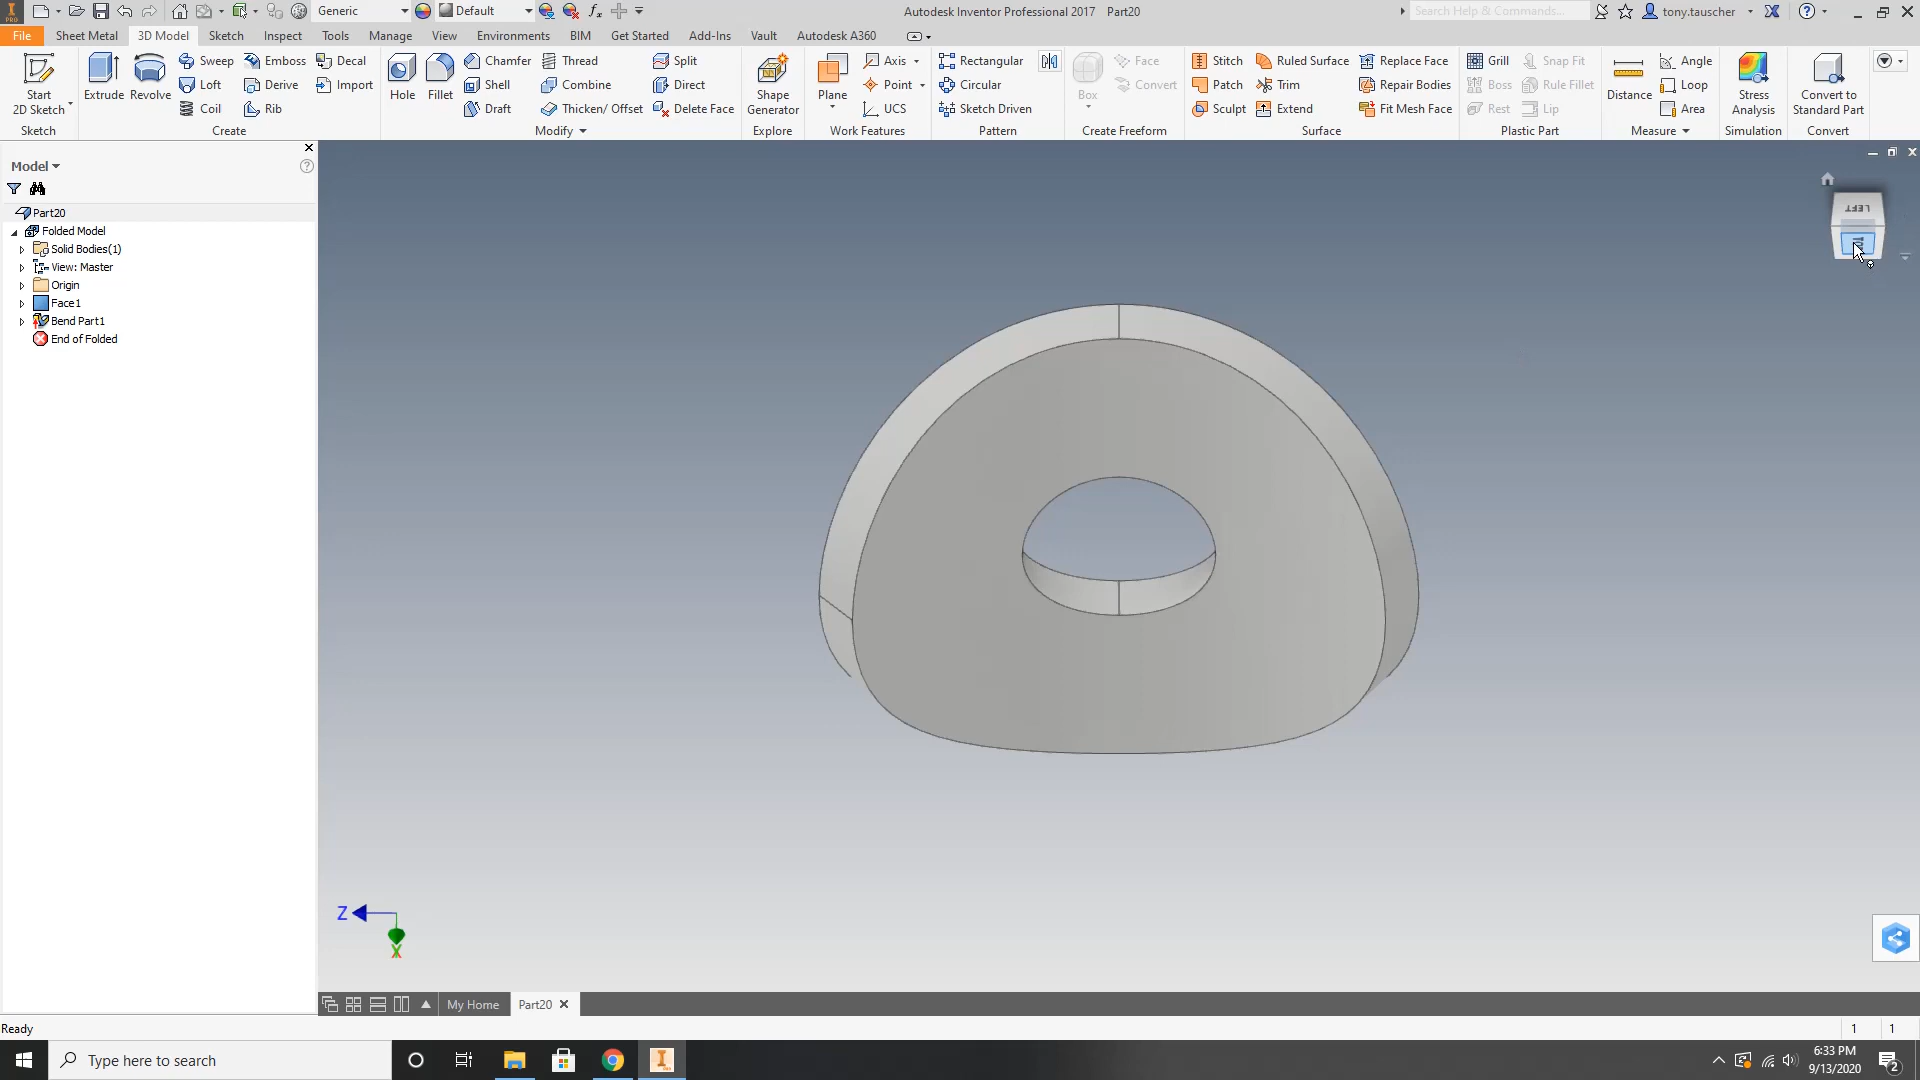 Generic
Default
Autodesk Inventor Professional 2017 Part20
Search Help & Commands...
tony.tauscher
File Sheet Metal 3D Model Sketch Inspect Tools Manage View Environments BIM Get Started Add-Ins Vault Autodesk A360
Start
2D Sketch
Extrude
Revolve
Sweep
Loft
Coil
Emboss
Derive
Rib
Decal
Import
Hole
Fillet
Chamfer
Shell
Draft
Thread
Combine
Thicken/ Offset
Split
Direct
Delete Face
Shape
Generator
Plane
Axis
Point
UCS
Rectangular
Circular
Sketch Driven
Box
Face
Convert
Stitch
Patch
Sculpt
Ruled Surface
Trim
Extend
Replace Face
Repair Bodies
Fit Mesh Face
Grill
Boss
Rest
Snap Fit
Rule Fillet
Lip
Distance
Angle
Loop
Area
Stress
Analysis
Convert to
Standard Part
Sketch Create Modify Explore Work Features Pattern Create Freeform Surface Plastic Part Measure Simulation Convert
Model
Part20
Folded Model
Solid Bodies(1)
View: Master
Origin
Face1
Bend Part1
End of Folded
LEFT
Z
X
My Home Part20
Ready
1 1
Type here to search
6:33 PM
9/13/2020
2